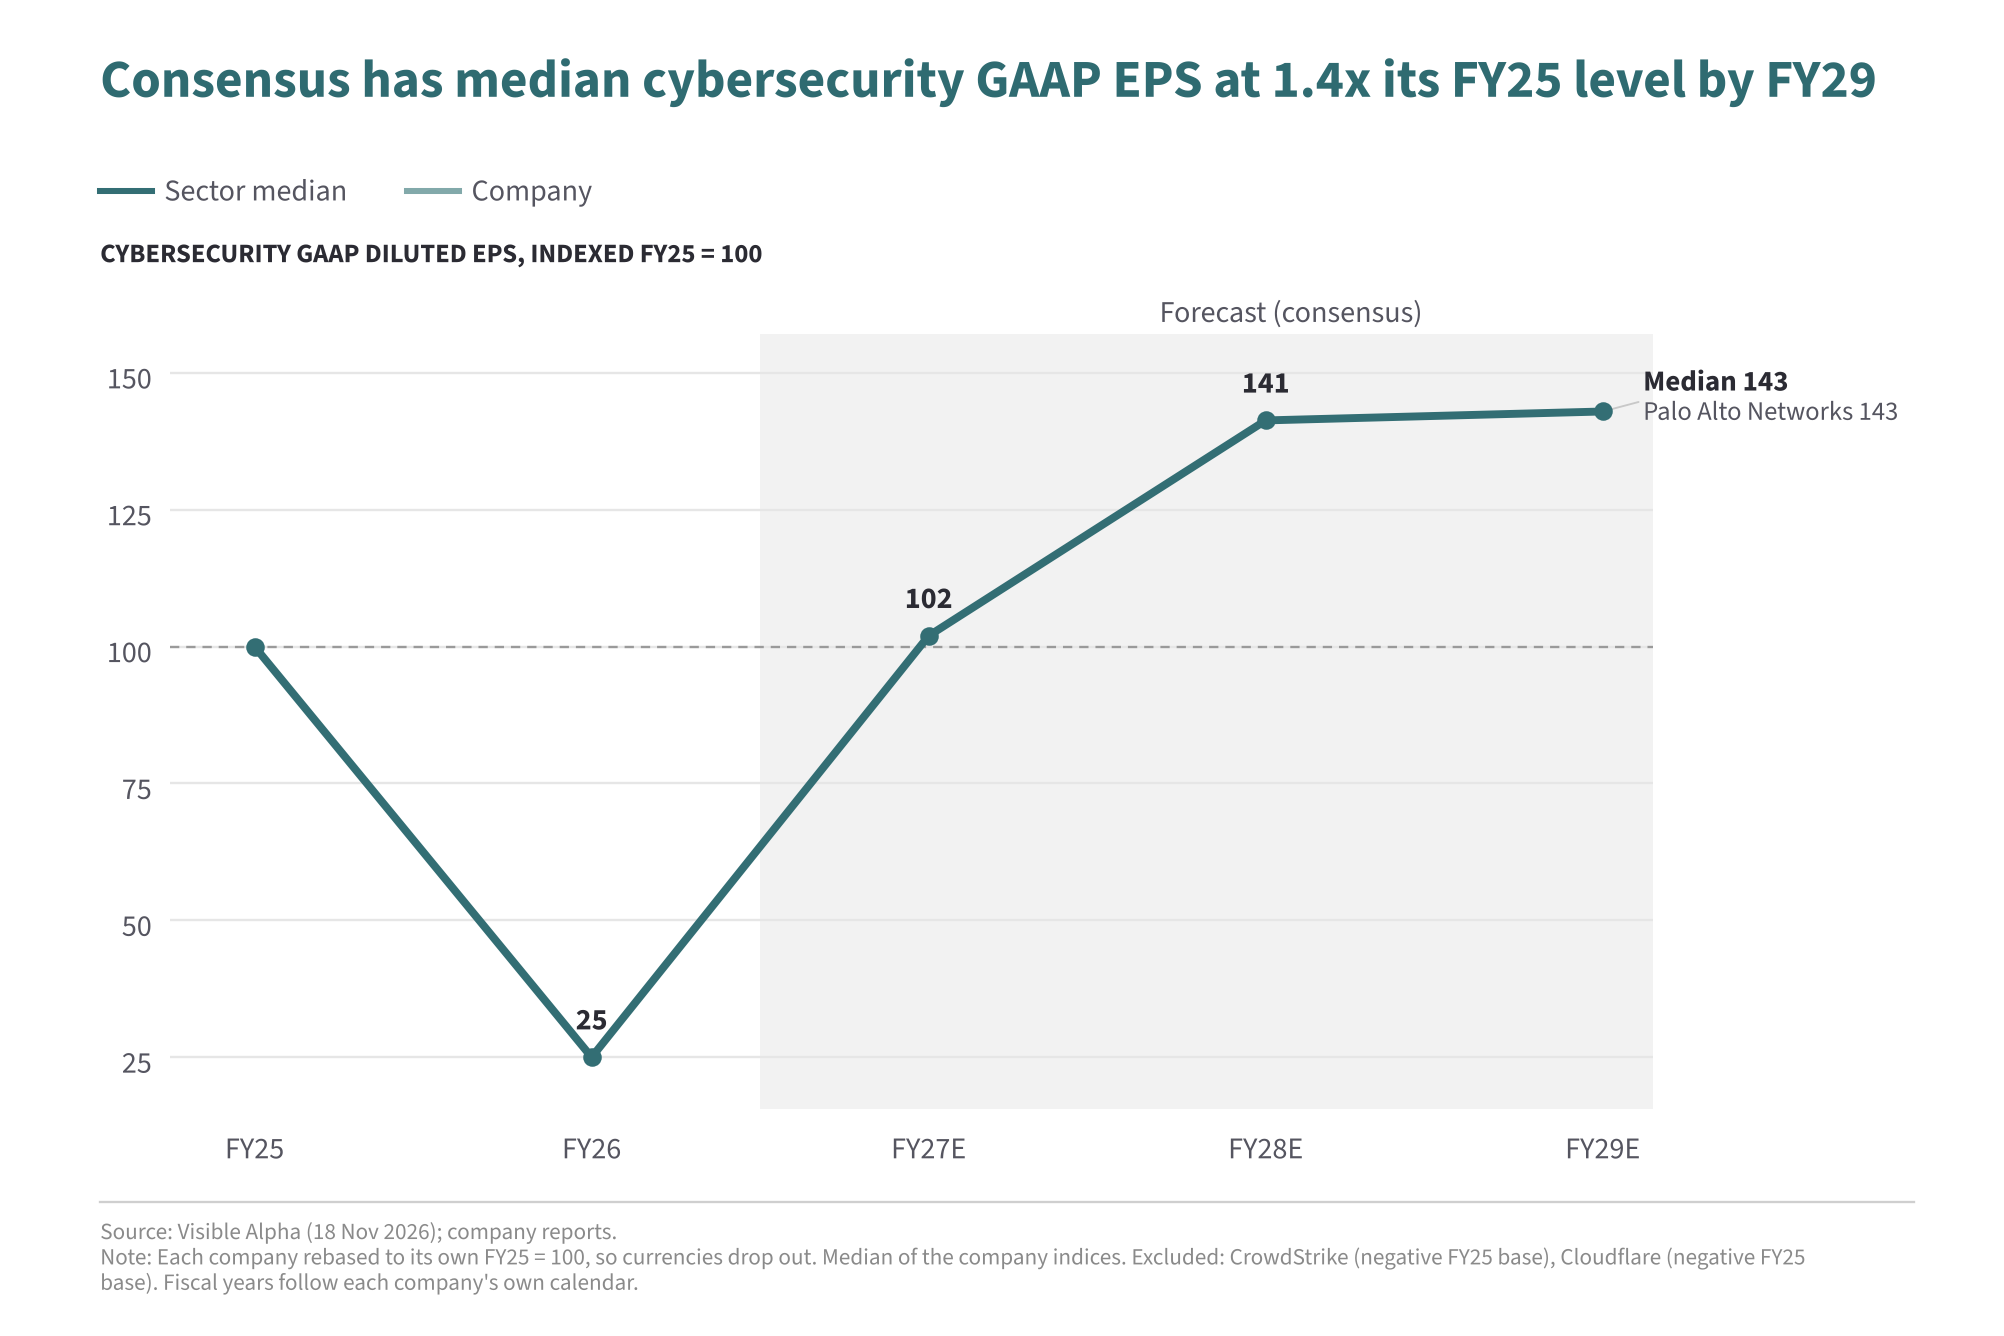 Consensus has median cybersecurity GAAP EPS at 1.4x its FY25 level by FY29
Sector median
Company
CYBERSECURITY GAAP DILUTED EPS, INDEXED FY25 = 100
Forecast (consensus)
150
125
100
75
50
25
25
102
141
Median 143
Palo Alto Networks 143
FY25
FY26
FY27E
FY28E
FY29E
Source: Visible Alpha (18 Nov 2026); company reports.
Note: Each company rebased to its own FY25 = 100, so currencies drop out. Median of the company indices. Excluded: CrowdStrike (negative FY25 base), Cloudflare (negative FY25
base). Fiscal years follow each company's own calendar.